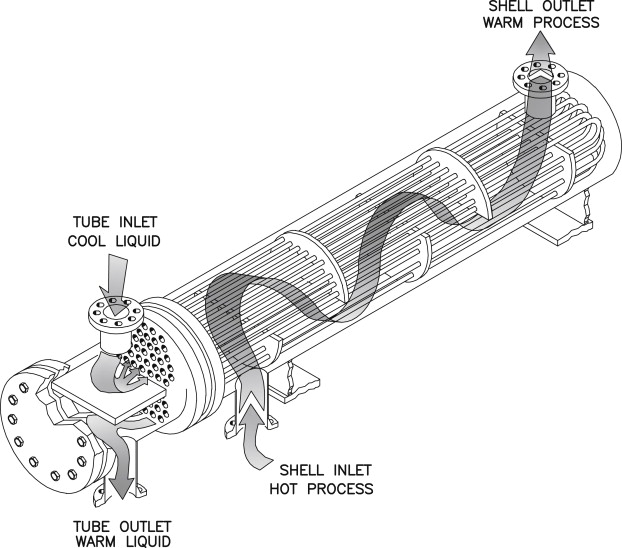 SHELL OUTLET
WARM PROCESS
TUBE INLET
COOL LIQUID
SHELL INLET
HOT PROCESS
TUBE OUTLET
WARM LIQUID